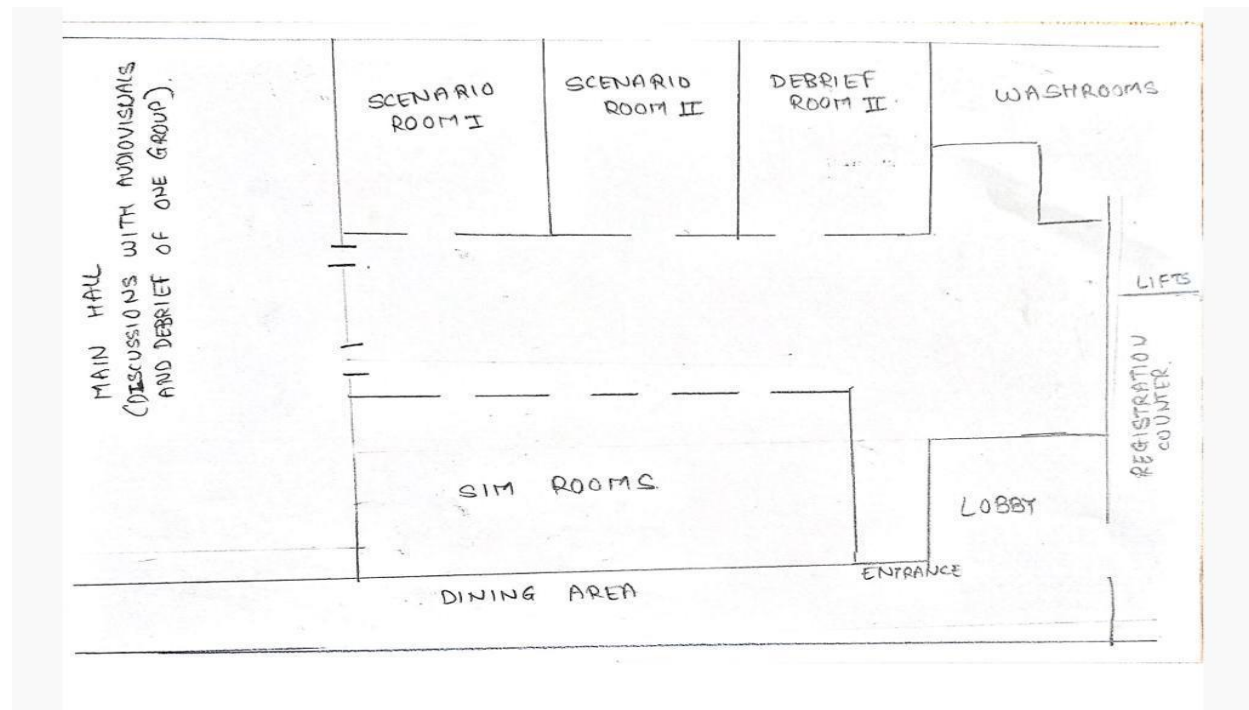 MAIN HALL
(DISCUSSIONS WITH AUDIOVISUALS
AND DEBRIEF OF ONE GROUP).
SCENARIO
ROOM I
SCENARIO
ROOM II
DEBRIEF
ROOM II.
WASHROOMS
LIFTS
REGISTRATION
COUNTER.
SIM ROOMS
LOBBY
ENTRANCE
DINING AREA